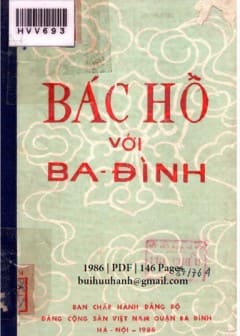 HVV693
BÁC HỒ
VỚI
BA-ĐÌNH
1986 | PDF | 146 Pages
buihuuhanh@gmail.com
BAN CHẤP HÀNH ĐẢNG BỘ
ĐẢNG CỘNG SẢN VIỆT NAM QUẬN BA ĐÌNH
HÀ - NỘI - 1986